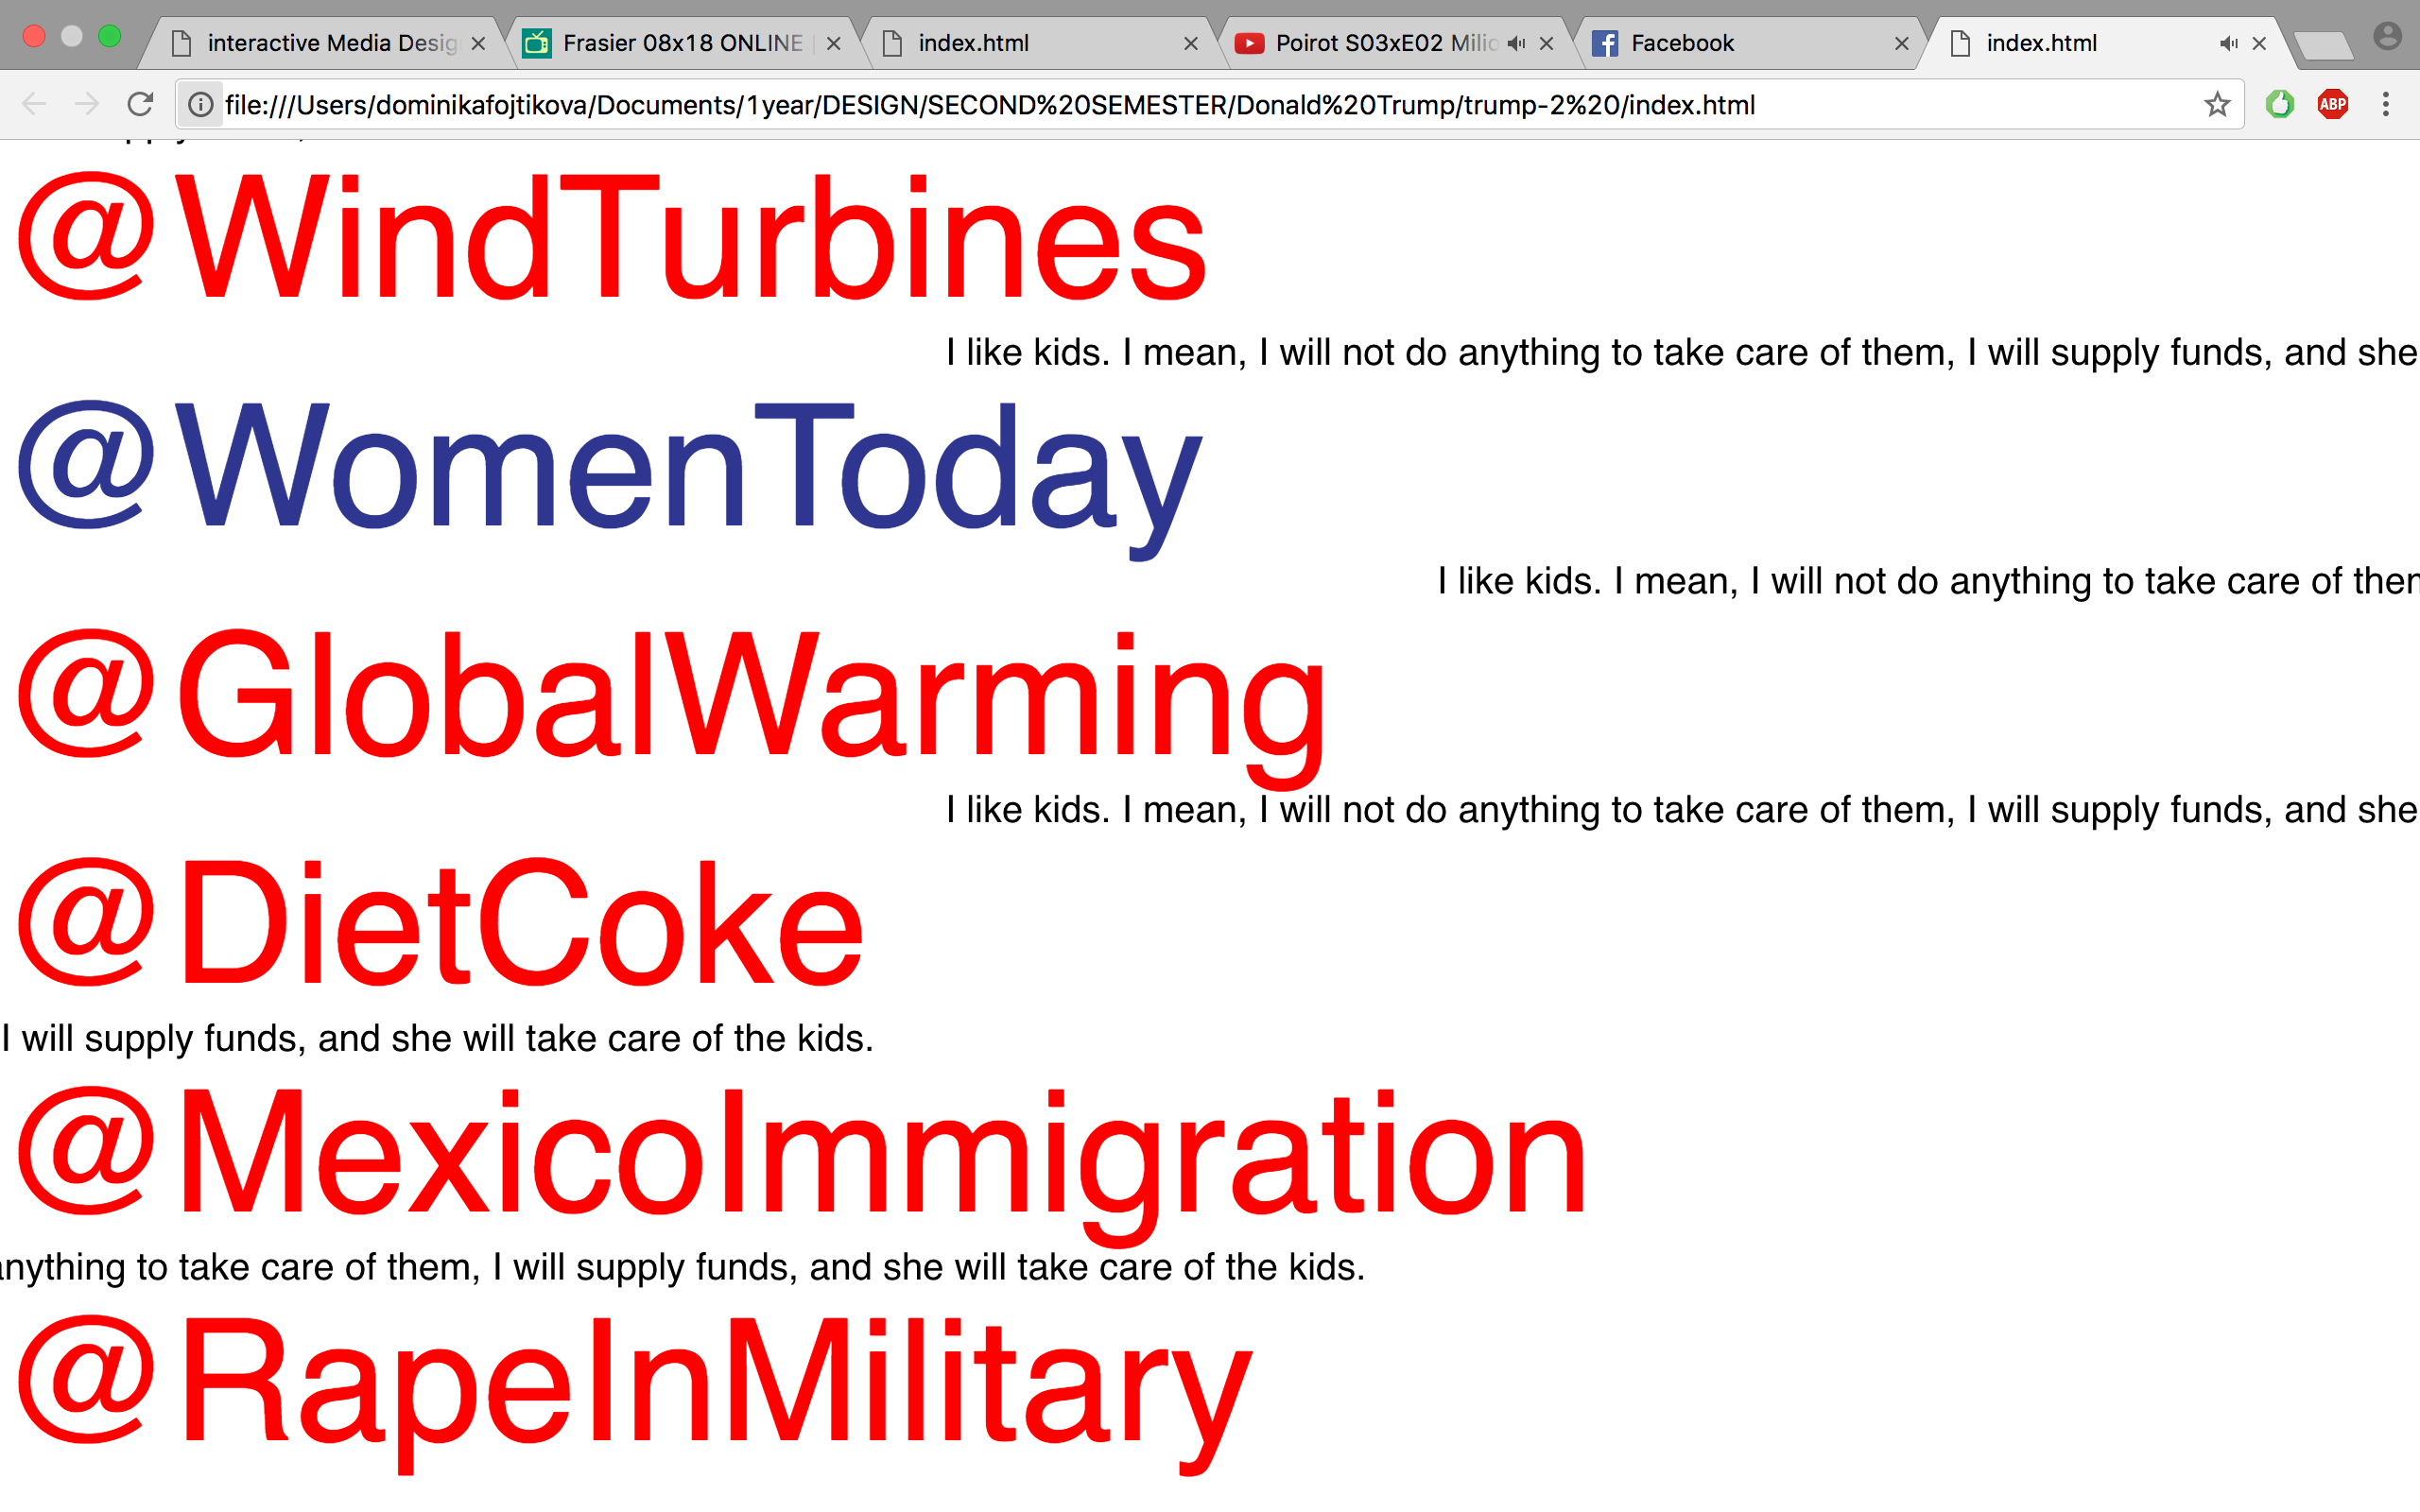 interactive Media Desig
Frasier 08x18 ONLINE
index.html
Poirot S03xE02 Milio
Facebook
index.html
file:///Users/dominikafojtikova/Documents/1year/DESIGN/SECOND%20SEMESTER/Donald%20Trump/trump-2%20/index.html
ABP
@WindTurbines
I like kids. I mean, I will not do anything to take care of them, I will supply funds, and she
@WomenToday
I like kids. I mean, I will not do anything to take care of them
@GlobalWarming
I like kids. I mean, I will not do anything to take care of them, I will supply funds, and she
@DietCoke
I will supply funds, and she will take care of the kids.
@MexicoImmigration
anything to take care of them, I will supply funds, and she will take care of the kids.
@RapeInMilitary